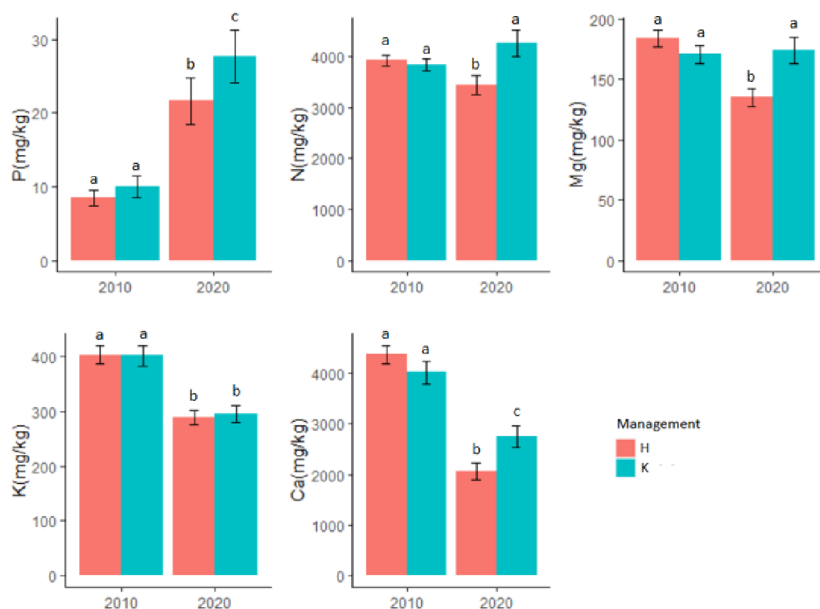 P(mg/kg)
30
20
10
0
a
a
b
c
2010
2020
N(mg/kg)
4000
3000
2000
1000
0
a
a
b
a
2010
2020
Mg(mg/kg)
200
150
100
50
0
a
a
b
a
2010
2020
K(mg/kg)
400
300
200
100
0
a
a
b
b
2010
2020
Ca(mg/kg)
4000
3000
2000
1000
0
a
a
b
c
2010
2020
Management
H
K